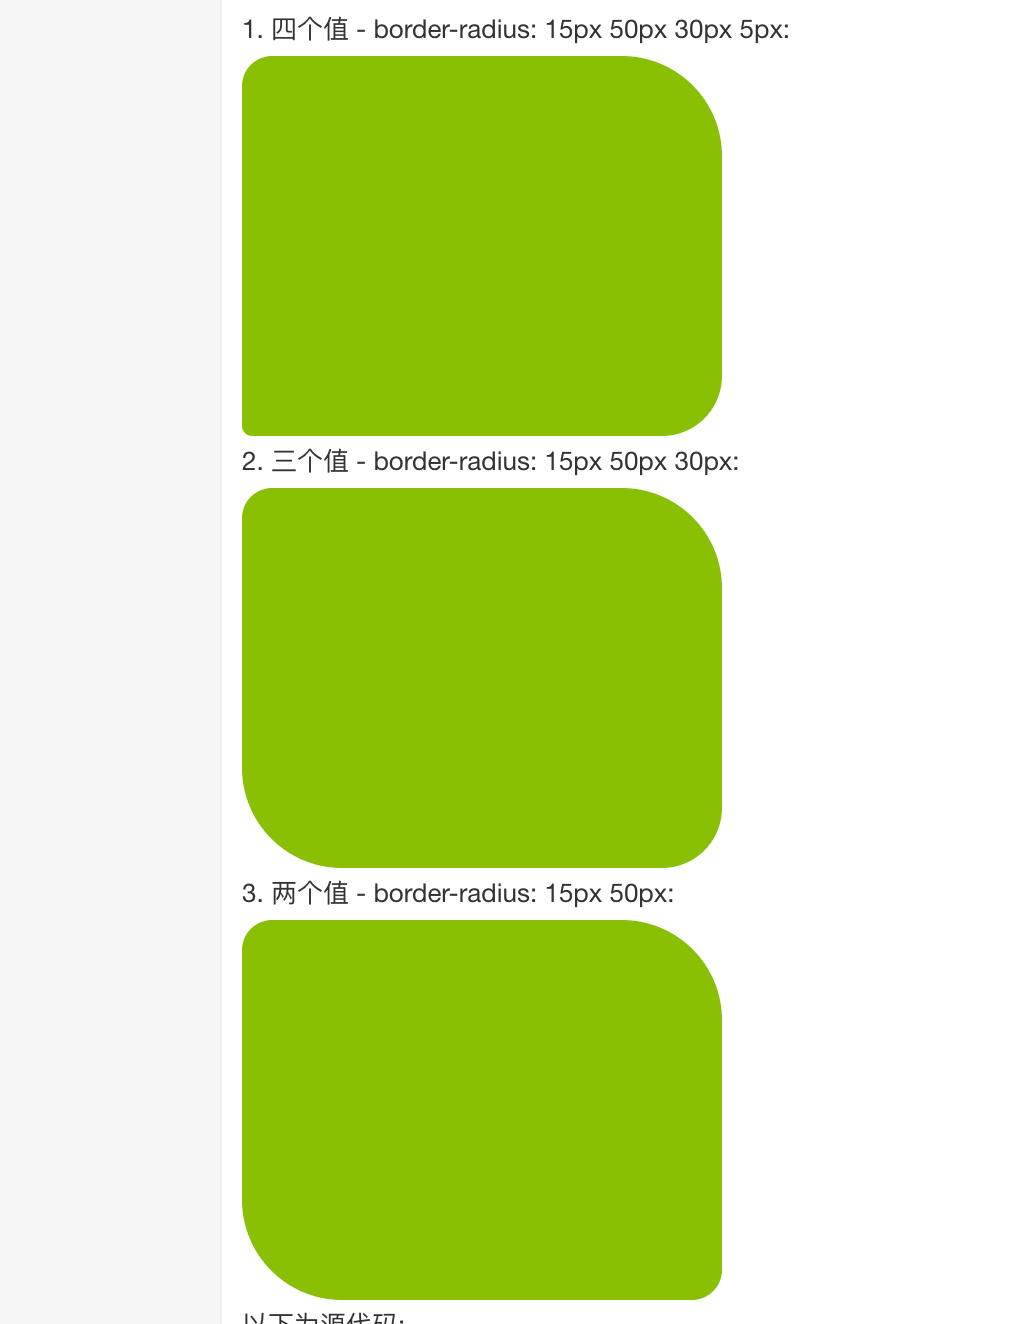 1. 四个值 - border-radius: 15px 50px 30px 5px:
2. 三个值 - border-radius: 15px 50px 30px:
3. 两个值 - border-radius: 15px 50px:
以下为源代码: